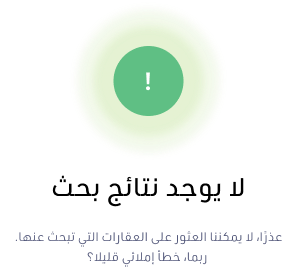 !
لا يوجد نتائج بحث
عذرًا، لا يمكننا العثور على العقارات التي تبحث عنها.
ربما، خطأ إملائي قليلا؟